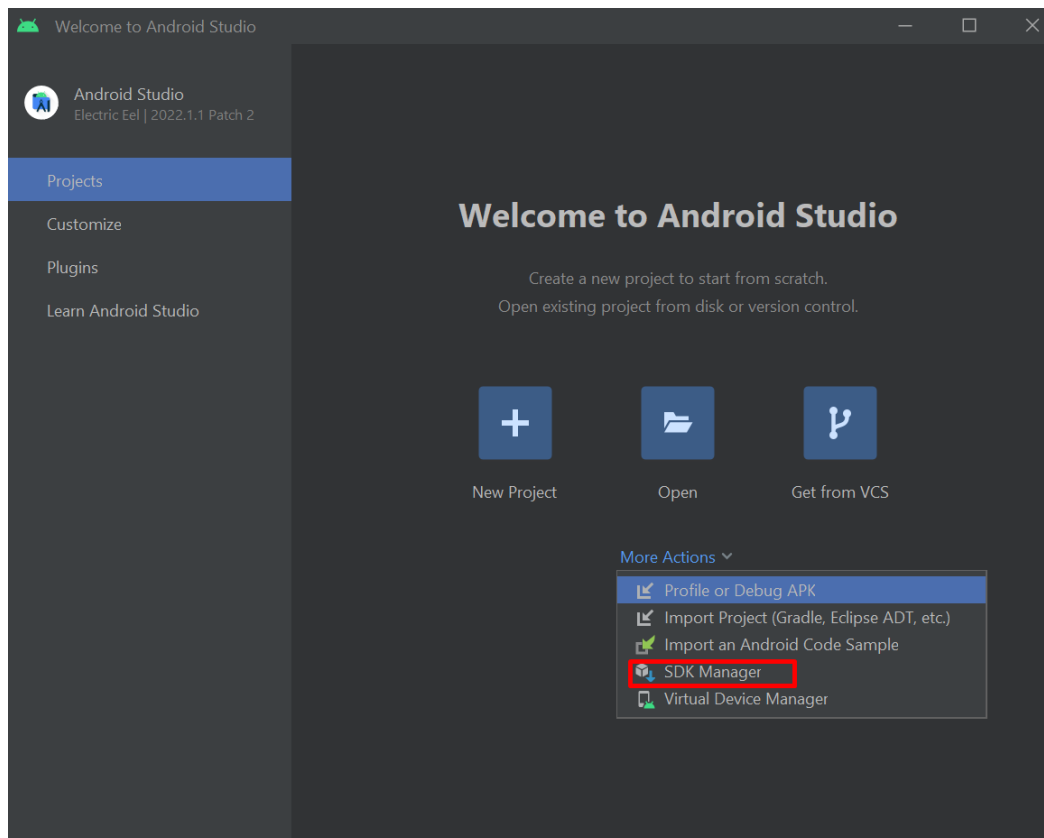 Welcome to Android Studio
Android Studio
Electric Eel | 2022.1.1 Patch 2
Projects
Customize
Plugins
Learn Android Studio
Welcome to Android Studio
Create a new project to start from scratch.
Open existing project from disk or version control.
New Project
Open
Get from VCS
More Actions
Profile or Debug APK
Import Project (Gradle, Eclipse ADT, etc.)
Import an Android Code Sample
SDK Manager
Virtual Device Manager